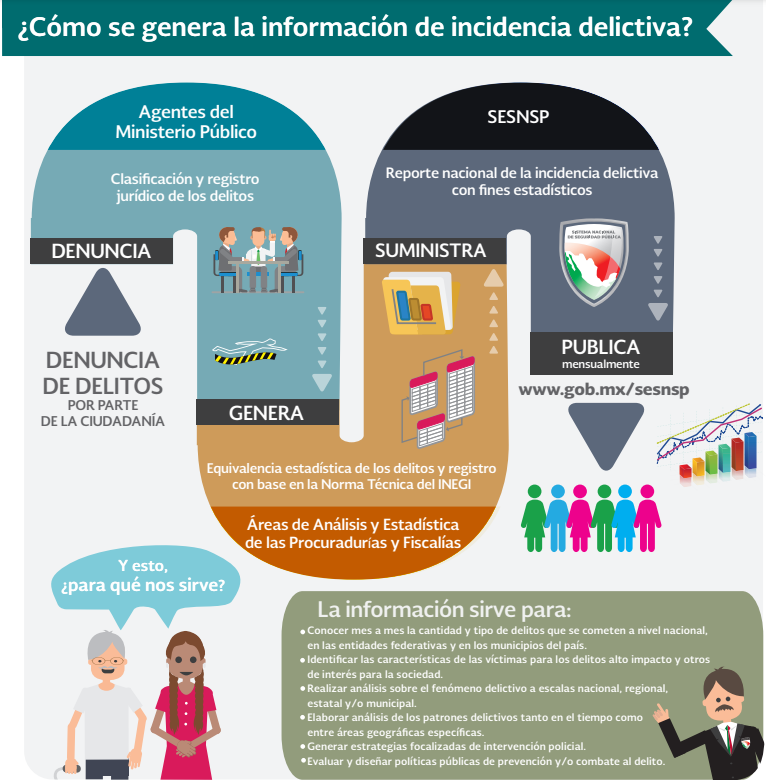 ¿Cómo se genera la información de incidencia delictiva?
Agentes del
Ministerio Público
Clasificación y registro
jurídico de los delitos
DENUNCIA
DENUNCIA
DE DELITOS
POR PARTE
DE LA CIUDADANÍA
GENERA
Equivalencia estadística de los delitos y registro
con base en la Norma Técnica del INEGI
Áreas de Análisis y Estadística
de las Procuradurías y Fiscalías
SUMINISTRA
SESNSP
Reporte nacional de la incidencia delictiva
con fines estadísticos
SISTEMA NACIONAL
DE SEGURIDAD PÚBLICA
PUBLICA
mensualmente
www.gob.mx/sesnsp
Y esto,
¿para qué nos sirve?
La información sirve para:
• Conocer mes a mes la cantidad y tipo de delitos que se cometen a nivel nacional,
en las entidades federativas y en los municipios del país.
• Identificar las características de las víctimas para los delitos alto impacto y otros
de interés para la sociedad.
• Realizar análisis sobre el fenómeno delictivo a escalas nacional, regional,
estatal y/o municipal.
• Elaborar análisis de los patrones delictivos tanto en el tiempo como
entre áreas geográficas específicas.
• Generar estrategias focalizadas de intervención policial.
• Evaluar y diseñar políticas públicas de prevención y/o combate al delito.